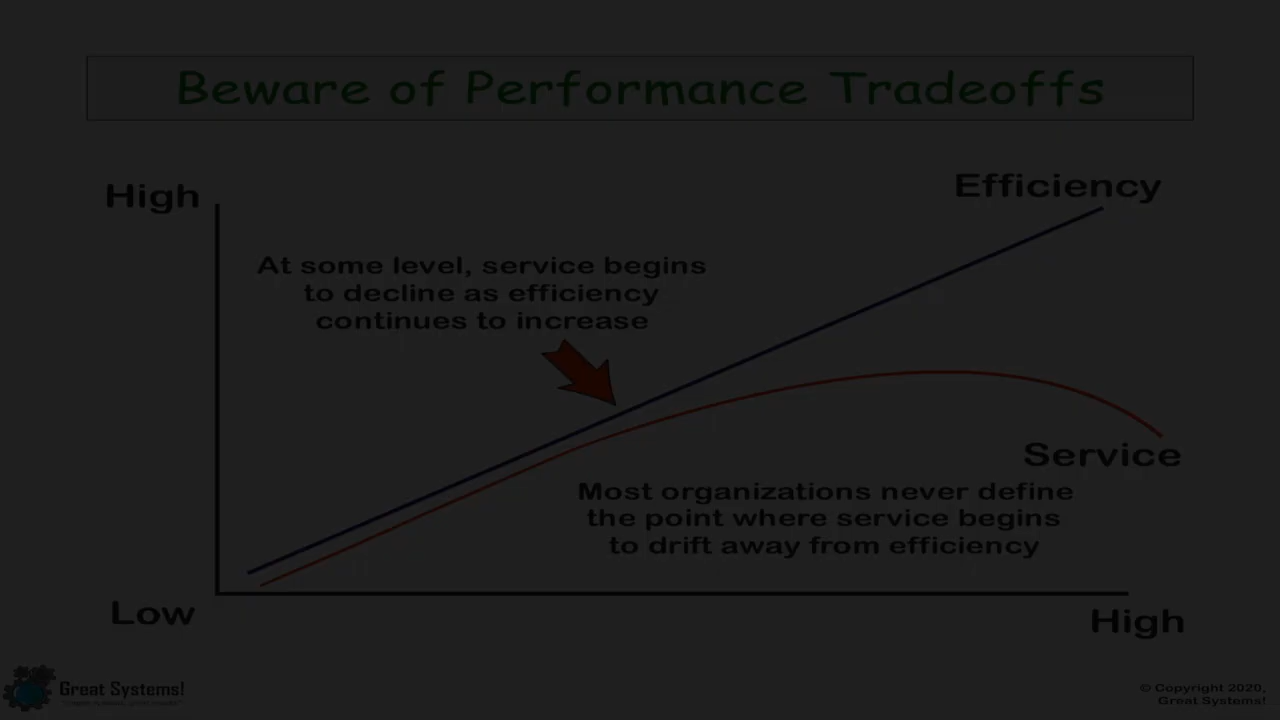 Beware of Performance Tradeoffs
High
Efficiency
At some level, service begins
to decline as efficiency
continues to increase
Service
Most organizations never define
the point where service begins
to drift away from efficiency
Low
High
Great Systems!
© Copyright 2020,
Great Systems!